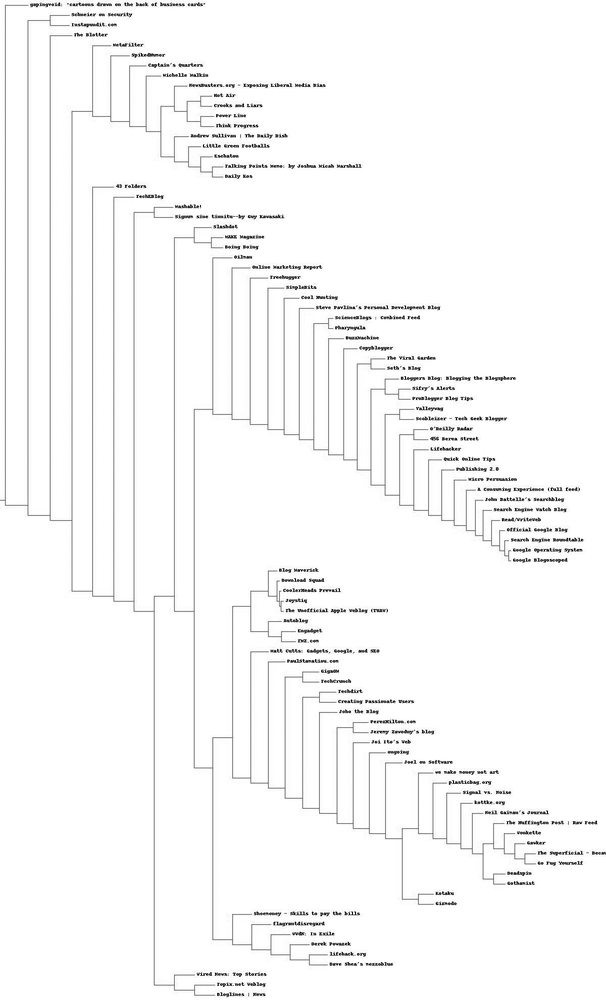 gapingvoid: "cartoons drawn on the back of business cards"
Schneier on Security
Instapundit.com
The Blotter
MetaFilter
SpikedHumor
Captain's Quarters
Michelle Malkin
NewsBusters.org - Exposing Liberal Media Bias
Hot Air
Crooks and Liars
Power Line
Think Progress
Andrew Sullivan | The Daily Dish
Little Green Footballs
Eschaton
Talking Points Memo: by Joshua Micah Marshall
Daily Kos
43 Folders
TechEBlog
Mashable!
Signum sine tinnitu--by Guy Kawasaki
Slashdot
MAKE Magazine
Boing Boing
Oilman
Online Marketing Report
Treehugger
SimpleBits
Cool Hunting
Steve Pavlina's Personal Development Blog
ScienceBlogs : Combined Feed
Pharyngula
BuzzMachine
Copyblogger
The Viral Garden
Seth's Blog
Bloggers Blog: Blogging the Blogsphere
Sifry's Alerts
ProBlogger Blog Tips
Valleywag
Scobleizer - Tech Geek Blogger
O'Reilly Radar
456 Berea Street
Lifehacker
Quick Online Tips
Publishing 2.0
Micro Persuasion
A Consuming Experience (full feed)
John Battelle's Searchblog
Search Engine Watch Blog
Read/WriteWeb
Official Google Blog
Search Engine Roundtable
Google Operating System
Google Blogoscoped
Blog Maverick
Download Squad
CoolerHeads Prevail
Joystiq
The Unofficial Apple Weblog (TUAW)
Autoblog
Engadget
TMZ.com
Matt Cutts: Gadgets, Google, and SEO
PaulStamatiou.com
GigaOM
TechCrunch
Techdirt
Creating Passionate Users
Joho the Blog
PerezHilton.com
Jeremy Zawodny's blog
Joi Ito's Web
ongoing
Joel on Software
we make money not art
plasticbag.org
Signal vs. Noise
kottke.org
Neil Gaiman's Journal
The Huffington Post | Raw Feed
Wonkette
Gawker
The Superficial - Becau
Go Fug Yourself
Deadspin
Gothamist
Kotaku
Gizmodo
Shoemoney - Skills to pay the bills
flagrantdisregard
WWdN: In Exile
Derek Powazek
lifehack.org
Dave Shea's mezzoblue
Wired News: Top Stories
Topix.net Weblog
Bloglines | News